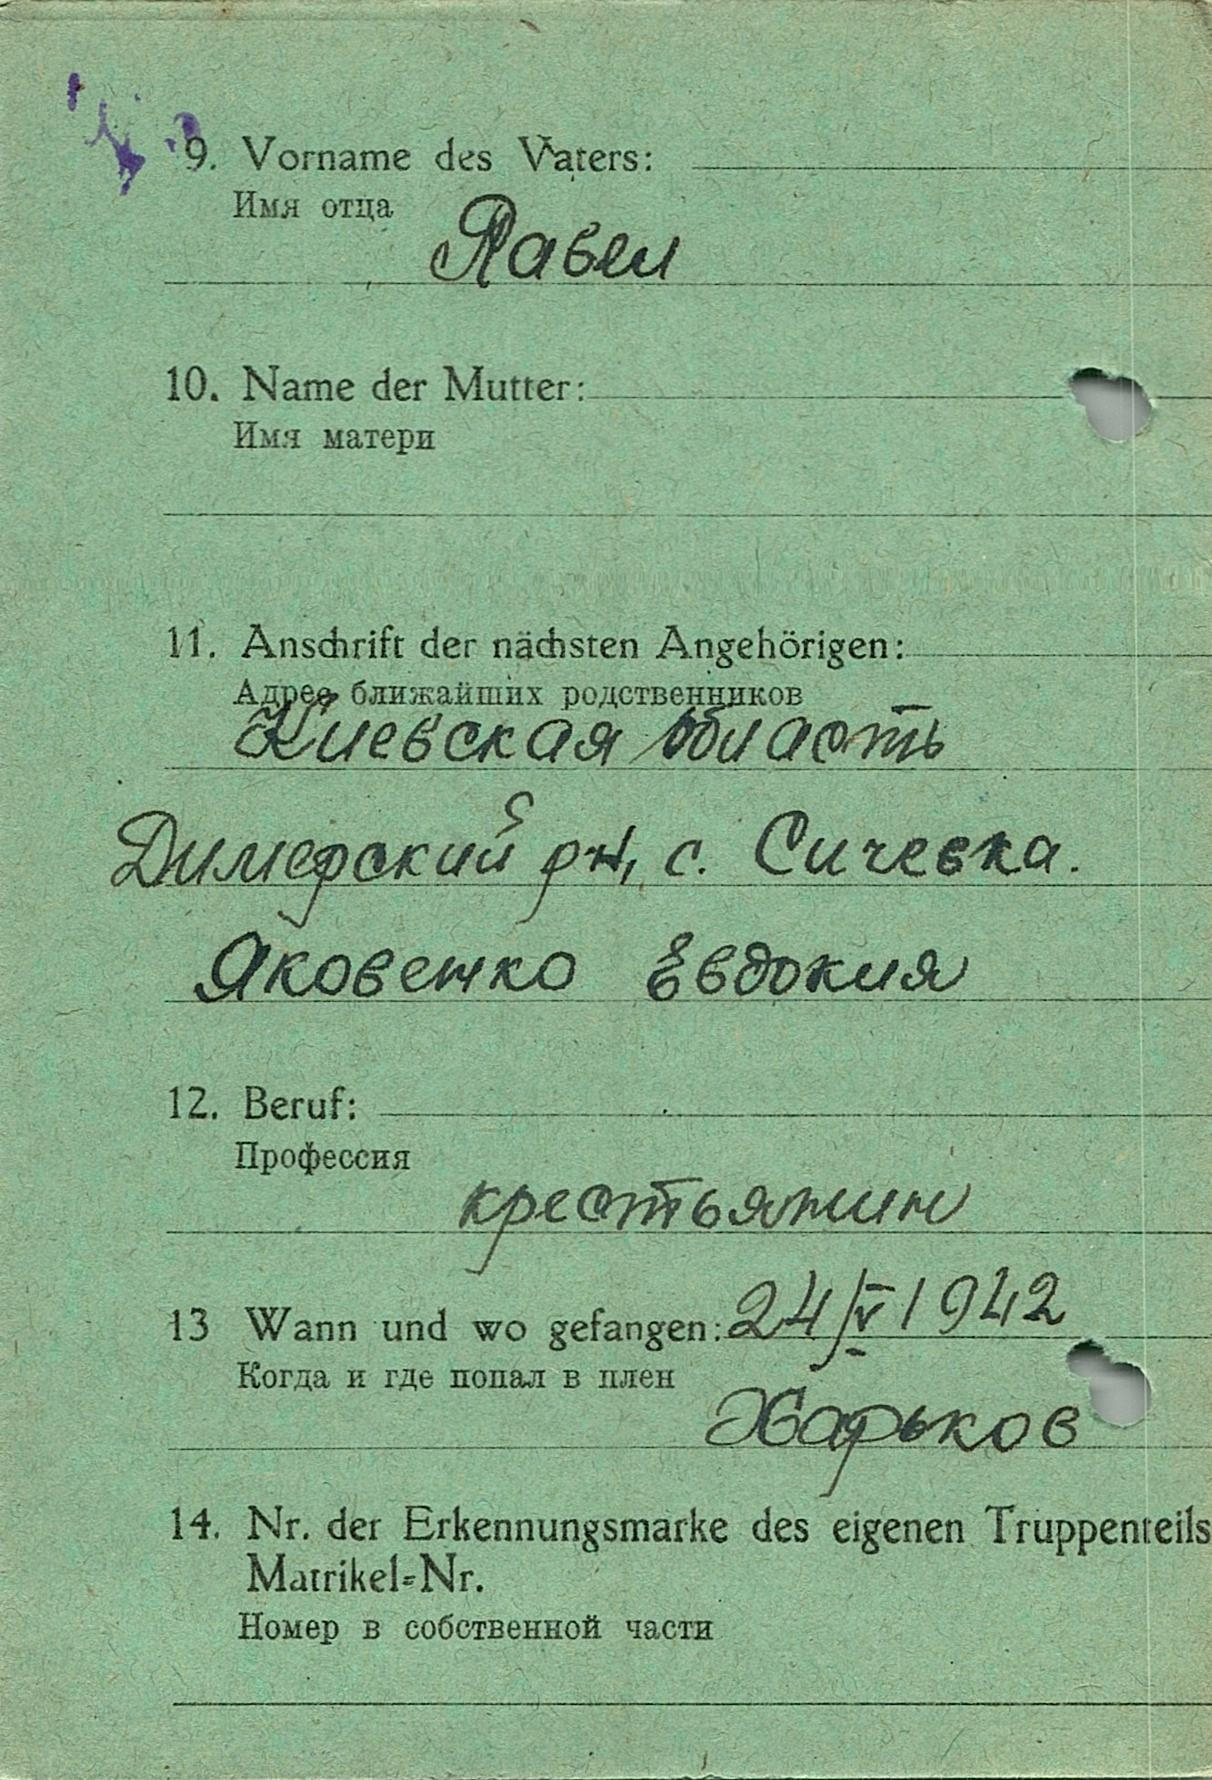 9. Vorname des Vaters:
Имя отца
Павел
10. Name der Mutter:
Имя матери
11. Anschrift der nächsten Angehörigen:
Адрес ближайших родственников
Киевская область
Димерский рн, с. Сичевка.
Яковенко Евдокия
12. Beruf:
Профессия
крестьянин
13 Wann und wo gefangen: 24/V 1942
Когда и где попал в плен
Харьков
14. Nr. der Erkennungsmarke des eigenen Truppenteils
Matrikel-Nr.
Номер в собственной части